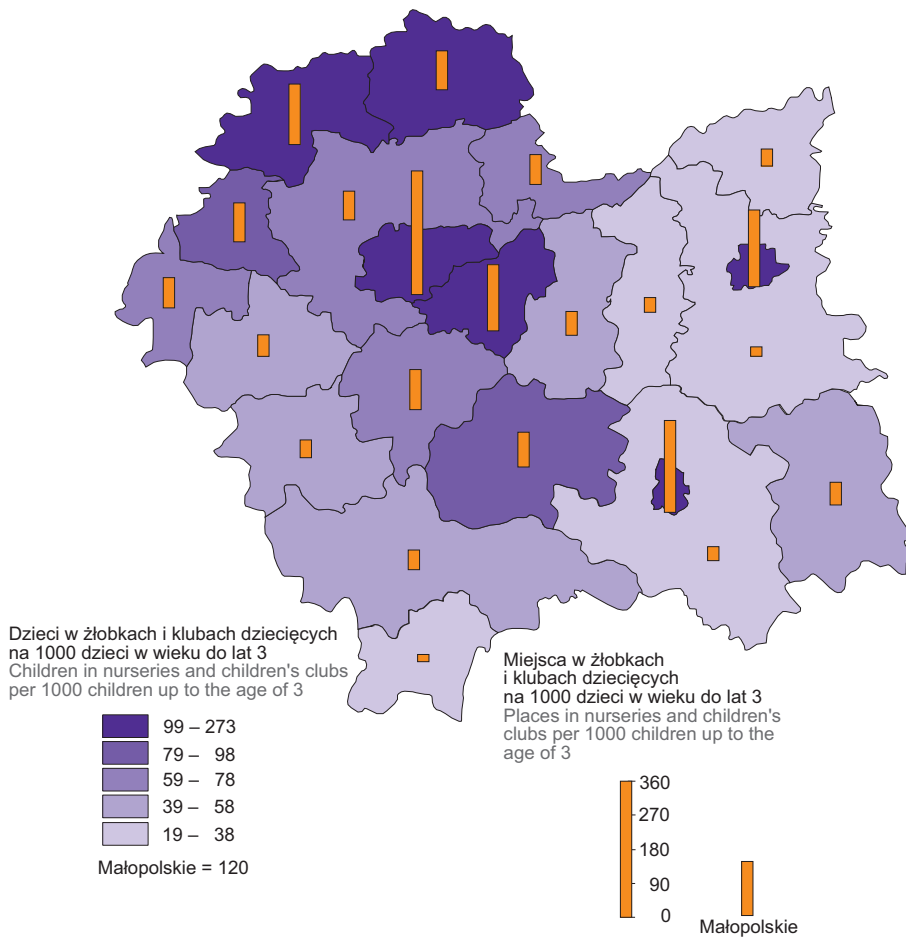 Dzieci w żłobkach i klubach dziecięcych
na 1000 dzieci w wieku do lat 3
Children in nurseries and children's clubs
per 1000 children up to the age of 3
99 – 273
79 – 98
59 – 78
39 – 58
19 – 38
Małopolskie = 120
Miejsca w żłobkach
i klubach dziecięcych
na 1000 dzieci w wieku do lat 3
Places in nurseries and children's
clubs per 1000 children up to the
age of 3
360
270
180
90
0
Małopolskie